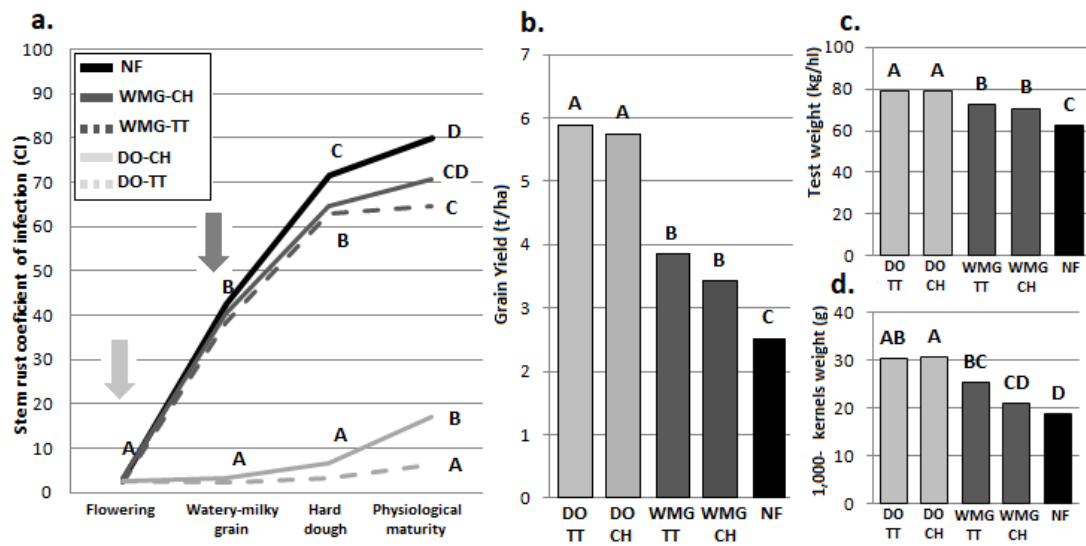 a.
Stem rust coeficient of infection (CI)
100
90
80
70
60
50
40
30
20
10
0
NF
WMG-CH
WMG-TT
DO-CH
DO-TT
A
B
A
C
B
A
D
CD
C
B
A
Flowering
Watery-milky
grain
Hard
dough
Physiological
maturity
b.
Grain Yield (t/ha)
7
6
5
4
3
2
1
0
A
A
B
B
C
DO
TT
DO
CH
WMG
TT
WMG
CH
NF
c.
Test weight (kg/hl)
100
80
60
40
20
0
A
A
B
B
C
DO
TT
DO
CH
WMG
TT
WMG
CH
NF
d.
1,000- kernels weight (g)
40
30
20
10
0
AB
A
BC
CD
D
DO
TT
DO
CH
WMG
TT
WMG
CH
NF